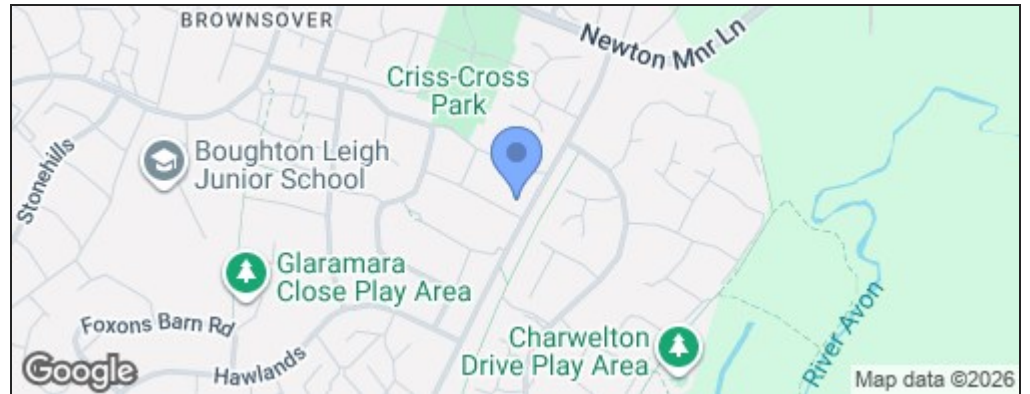 BROWNSOVER
Newton Mnr Ln
Criss-Cross
Park
Stonehills
Boughton Leigh
Junior School
Glaramara
Close Play Area
Foxons Barn Rd
Hawlands
Charwelton
Drive Play Area
River Avon
Google
Map data ©2026